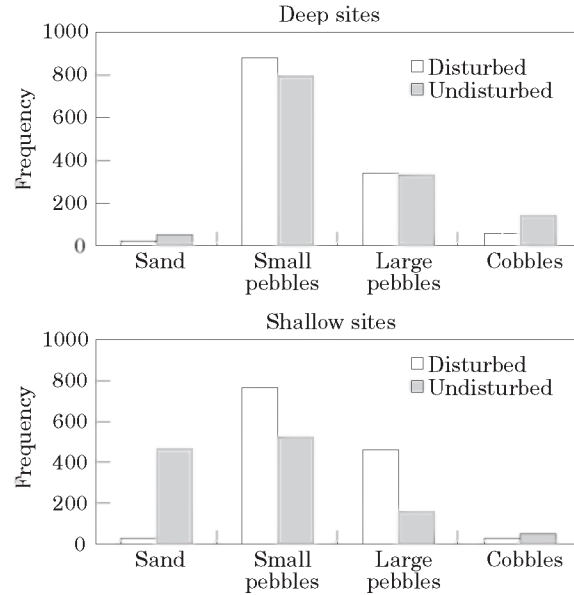 Deep sites
1000
800
600
400
200
0
Frequency
Disturbed
Undisturbed
Sand
Small pebbles
Large pebbles
Cobbles
Shallow sites
1000
800
600
400
200
0
Frequency
Disturbed
Undisturbed
Sand
Small pebbles
Large pebbles
Cobbles